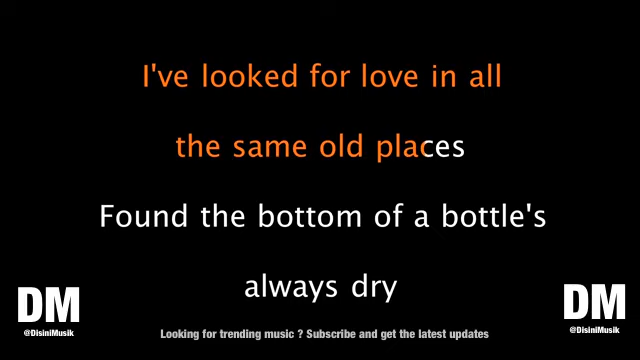 I've looked for love in all
the same old places
Found the bottom of a bottle's
always dry
DM
@DisiniMusik
DM
@DisiniMusik
Looking for trending music ? Subscribe and get the latest updates